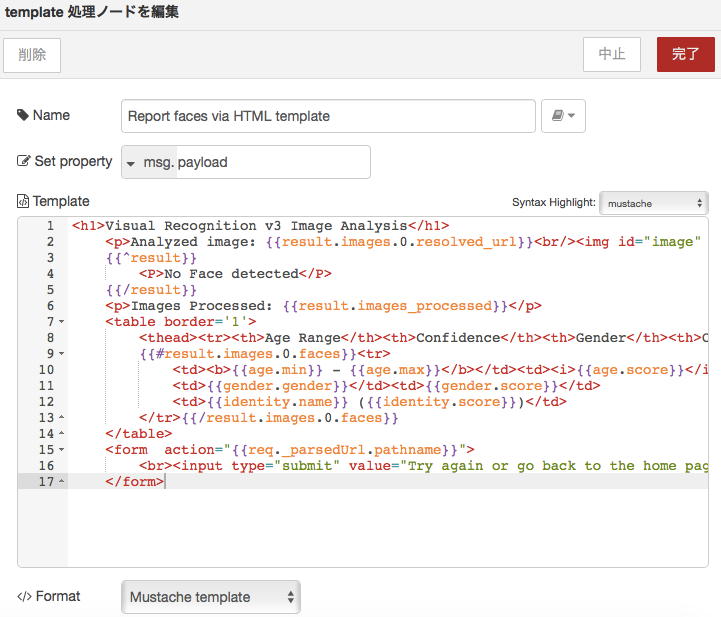 template 処理ノードを編集
削除
中止
完了
Name
Report faces via HTML template
Set property
msg. payload
Template
Syntax Highlight:
mustache
1 <h1>Visual Recognition v3 Image Analysis</h1>
2 <p>Analyzed image: {{result.images.0.resolved_url}}<br/><img id="image"
3 {{^result}}
4 <P>No Face detected</P>
5 {{/result}}
6 <p>Images Processed: {{result.images_processed}}</p>
7 <table border='1'>
8 <thead><tr><th>Age Range</th><th>Confidence</th><th>Gender</th><th>C
9 {{#result.images.0.faces}}<tr>
10 <td><b>{{age.min}} - {{age.max}}</b></td><td><i>{{age.score}}</i
11 <td>{{gender.gender}}</td><td>{{gender.score}}</td>
12 <td>{{identity.name}} ({{identity.score}})</td>
13 </tr>{{/result.images.0.faces}}
14 </table>
15 <form  action="{{req._parsedUrl.pathname}}">
16 <br><input type="submit" value="Try again or go back to the home pag
17 </form>
Format
Mustache template